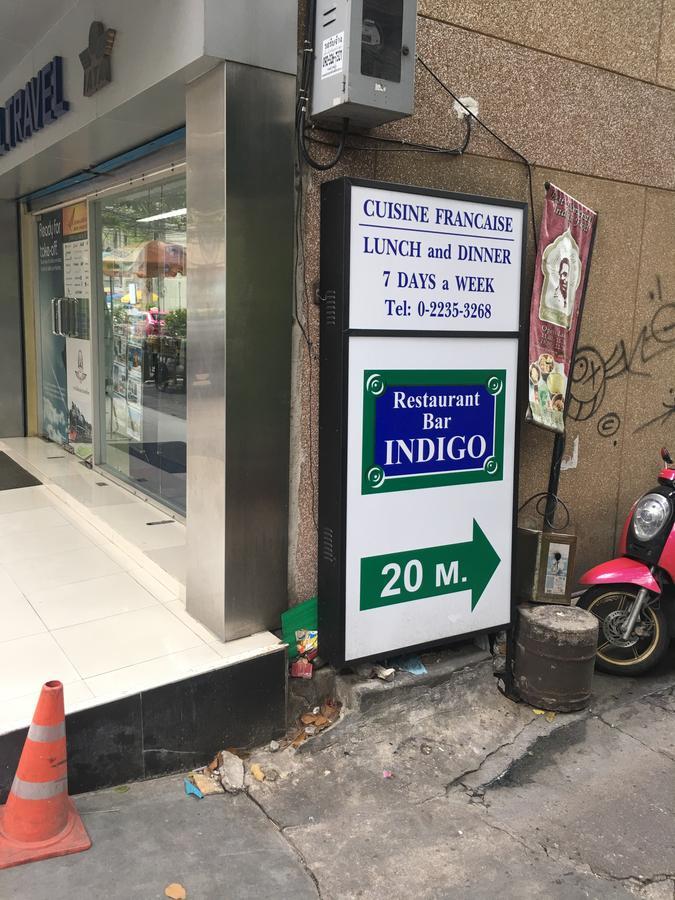 TRAVEL
Ready for
take-off
CUISINE FRANCAISE
LUNCH and DINNER
7 DAYS a WEEK
Tel: 0-2235-3268
Restaurant
Bar
INDIGO
20 M.